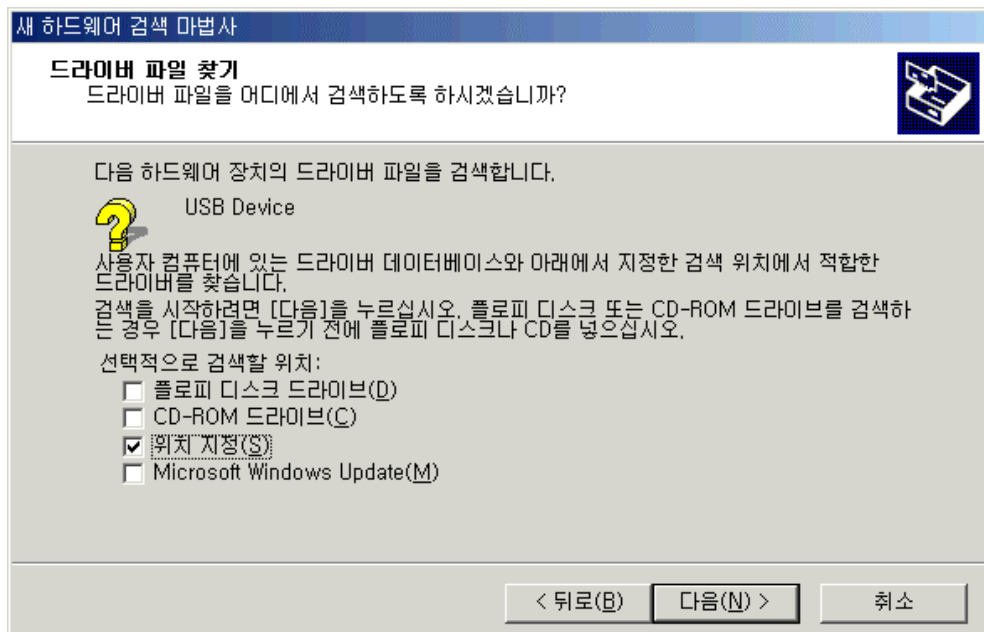 새 하드웨어 검색 마법사
드라이버 파일 찾기
드라이버 파일을 어디에서 검색하도록 하시겠습니까?
다음 하드웨어 장치의 드라이버 파일을 검색합니다.
USB Device
사용자 컴퓨터에 있는 드라이버 데이터베이스와 아래에서 지정한 검색 위치에서 적합한
드라이버를 찾습니다.
검색을 시작하려면 [다음]을 누르십시오. 플로피 디스크 또는 CD-ROM 드라이브를 검색하
는 경우 [다음]을 누르기 전에 플로피 디스크나 CD를 넣으십시오.
선택적으로 검색할 위치:
플로피 디스크 드라이브(D)
CD-ROM 드라이브(C)
위치 지정(S)
Microsoft Windows Update(M)
< 뒤로(B) 다음(N) > 취소